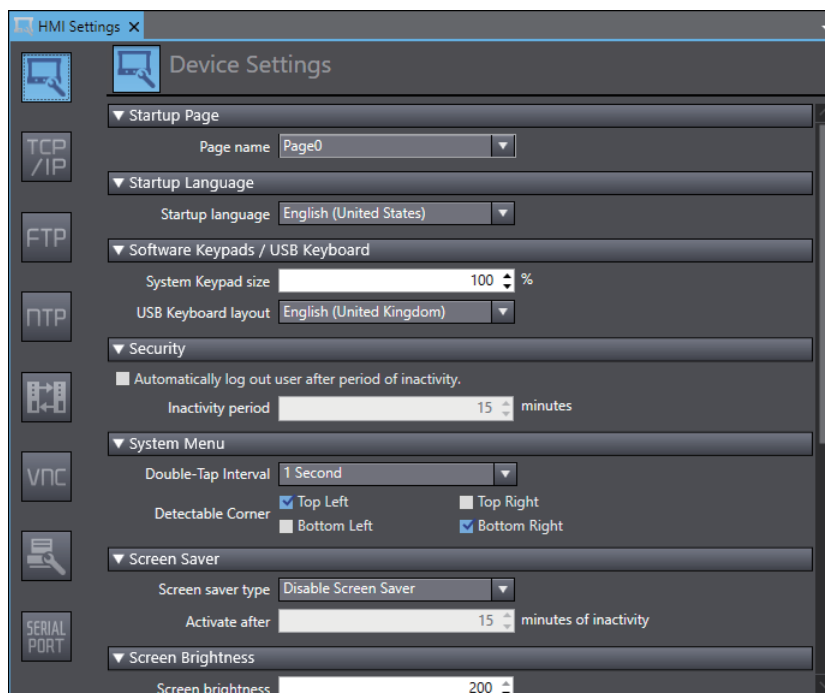 HMI Settings
Device Settings
TCP
/IP
FTP
NTP
VNC
SERIAL
PORT
Startup Page
Page name Page0
Startup Language
Startup language English (United States)
Software Keypads / USB Keyboard
System Keypad size 100 %
USB Keyboard layout English (United Kingdom)
Security
Automatically log out user after period of inactivity.
Inactivity period 15 minutes
System Menu
Double-Tap Interval 1 Second
Detectable Corner Top Left Top Right
Bottom Left Bottom Right
Screen Saver
Screen saver type Disable Screen Saver
Activate after 15 minutes of inactivity
Screen Brightness
Screen brightness 200